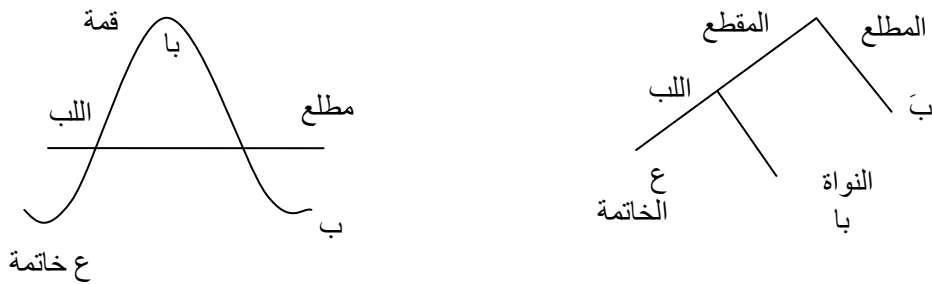 المطلع
المقطع
اللب
بَ
النواة
با
ع
الخاتمة
قمة
با
مطلع
اللب
ب
ع خاتمة